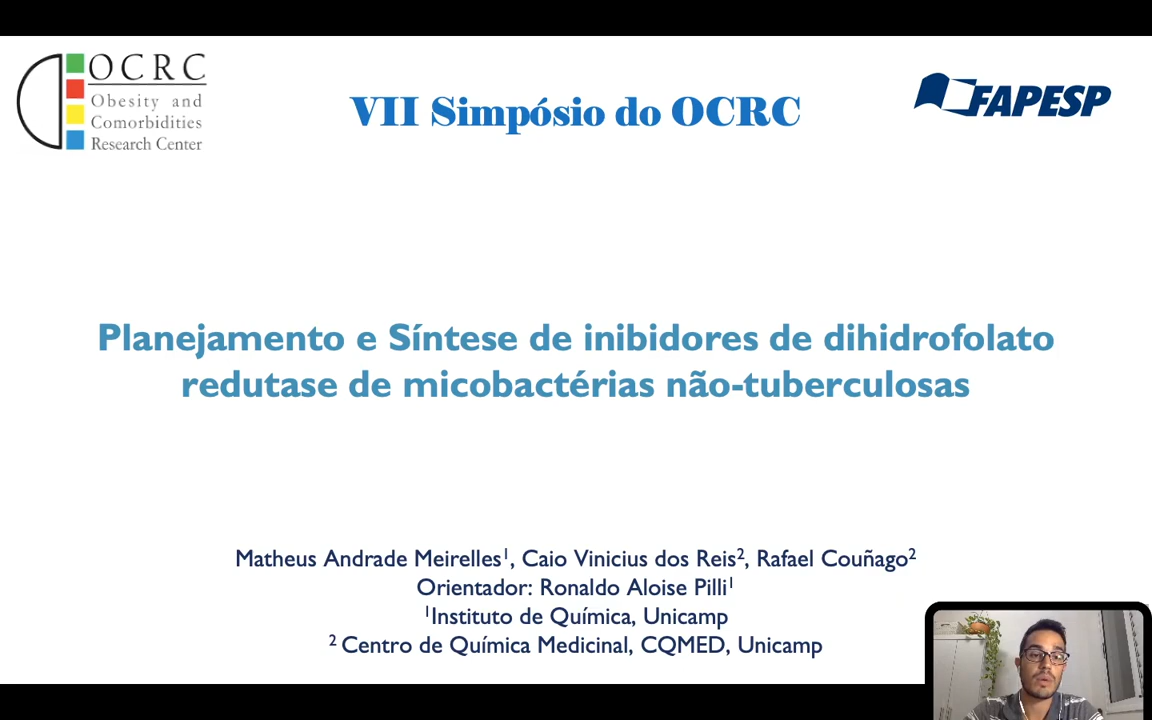 OCRC
Obesity and
Comorbidities
Research Center
VII Simpósio do OCRC
FAPESP
Planejamento e Síntese de inibidores de dihidrofolato
redutase de micobactérias não-tuberculosas
Matheus Andrade Meirelles¹, Caio Vinicius dos Reis², Rafael Couñago²
Orientador: Ronaldo Aloise Pilli¹
¹Instituto de Química, Unicamp
² Centro de Química Medicinal, CQMED, Unicamp